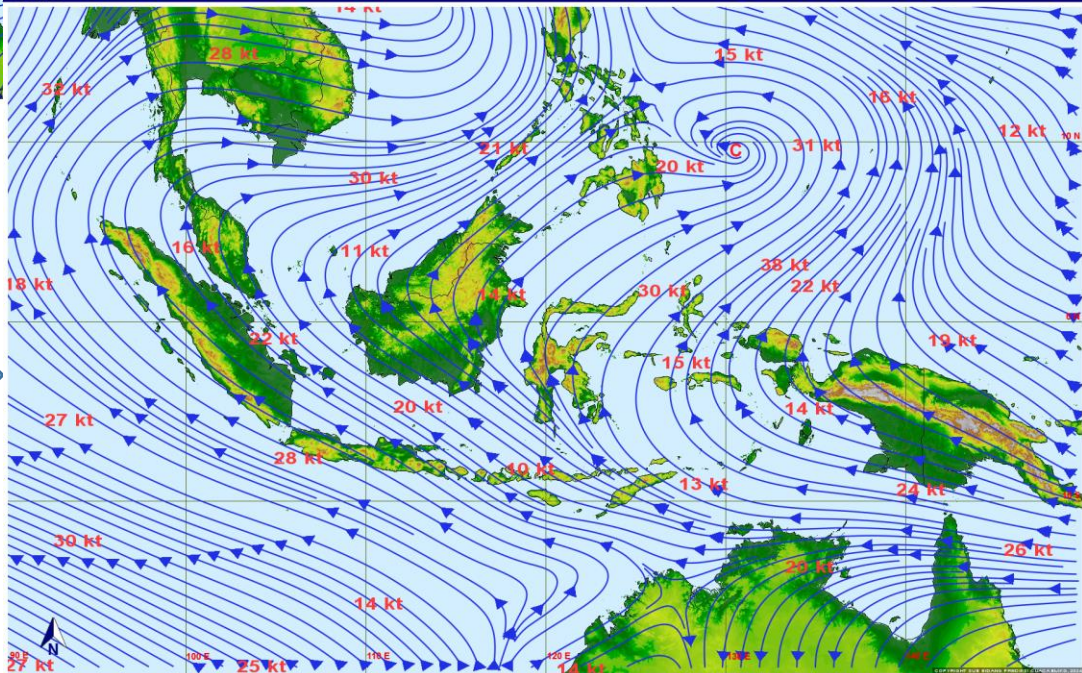 14 kt
28 kt
15 kt
32 kt
16 kt
12 kt
10 N
21 kt
C
31 kt
20 kt
30 kt
16 kt
11 kt
38 kt
18 kt
14 kt
30 kt
22 kt
22 kt
19 kt
15 kt
20 kt
14 kt
27 kt
28 kt
10 kt
13 kt
24 kt
30 kt
26 kt
20 kt
14 kt
N
90 E
100 E
110 E
120 E
130 E
27 kt
25 kt
14 kt